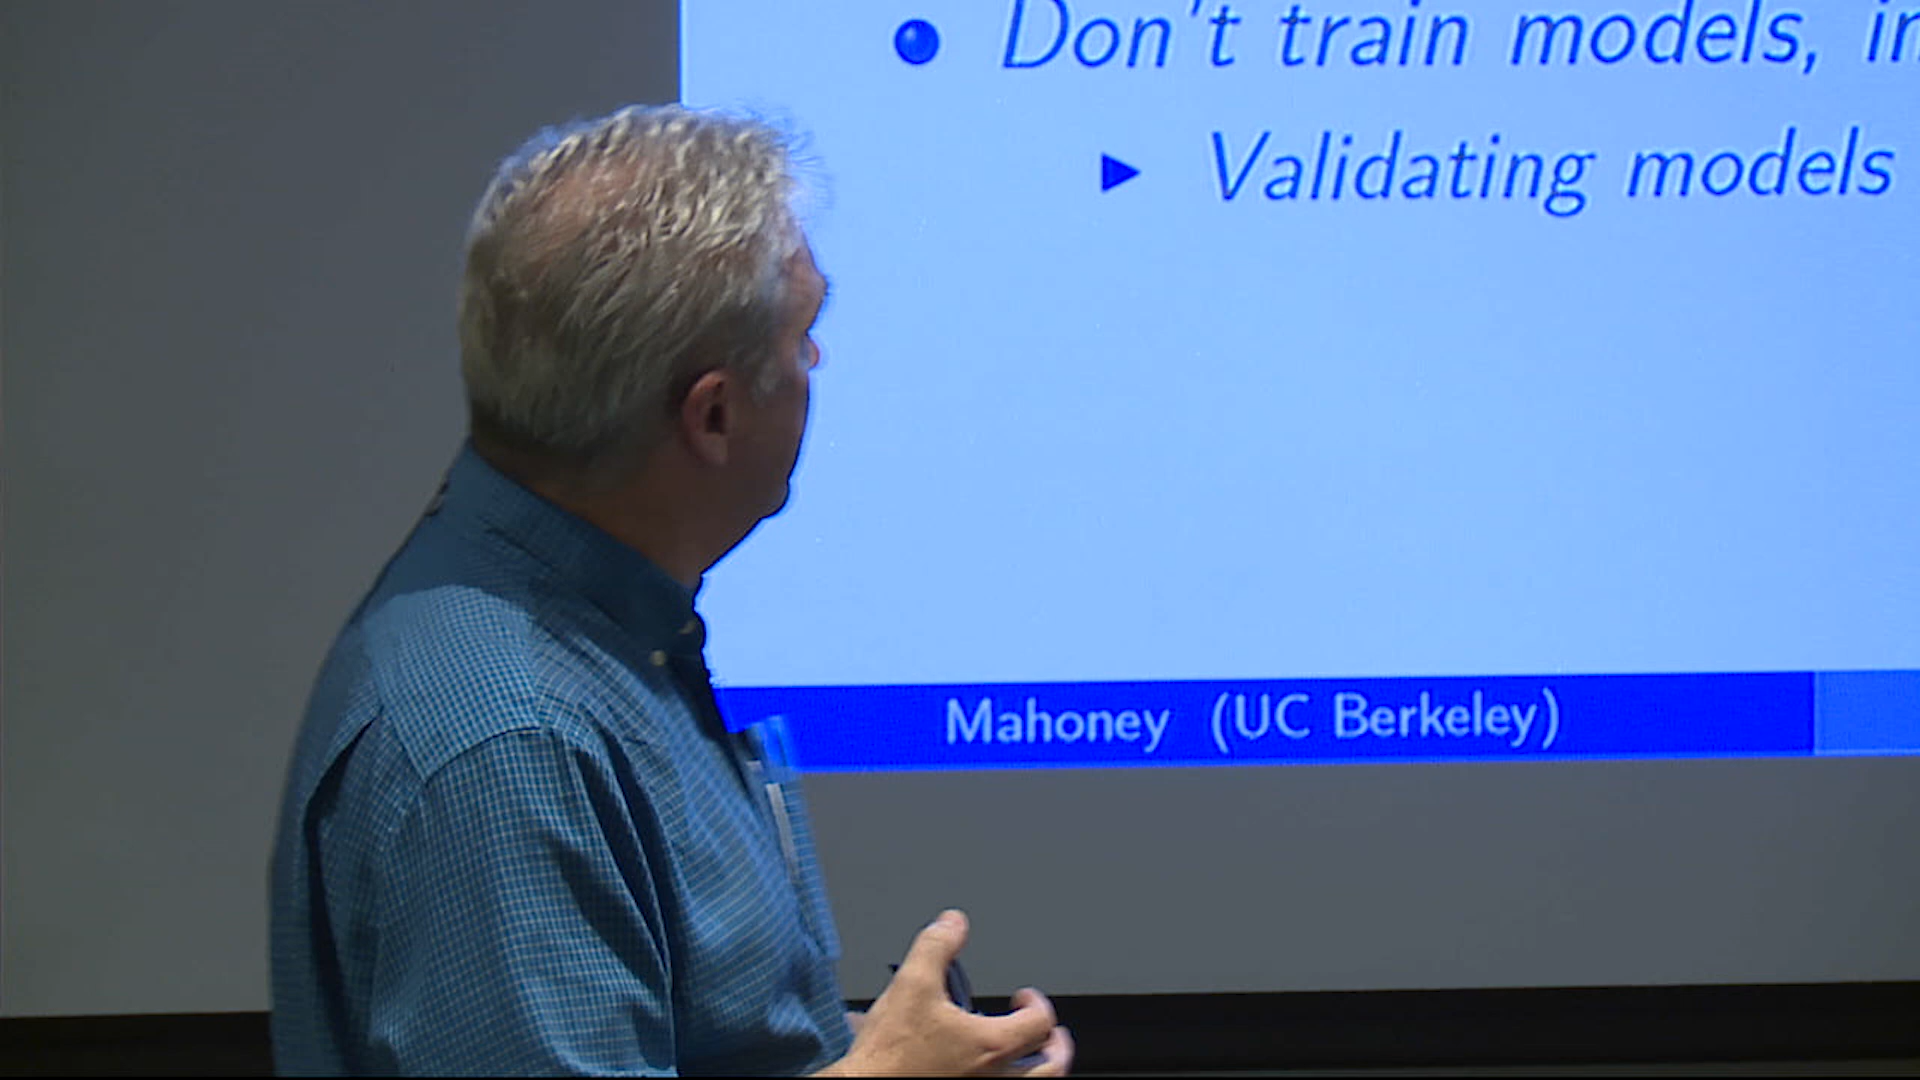 Don't train models, in
Validating models
Mahoney (UC Berkeley)